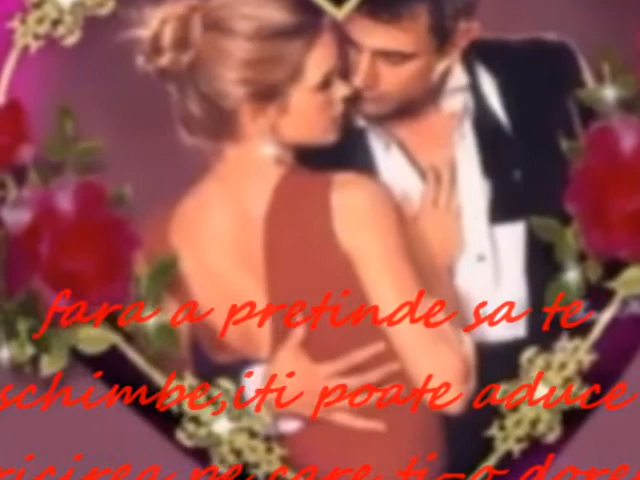 fara a pretinde sa te
schimbe,iti poate aduce
pe care ti-o